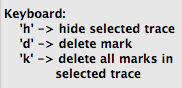 Keyboard:
'h' -> hide selected trace
'd' -> delete mark
'k' -> delete all marks in
selected trace